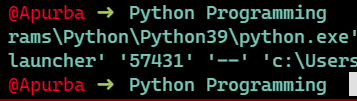 @Apurba ➜ Python Programming
rams\Python\Python39\python.exe'
launcher' '57431' '--' 'c:\Users
@Apurba ➜ Python Programming